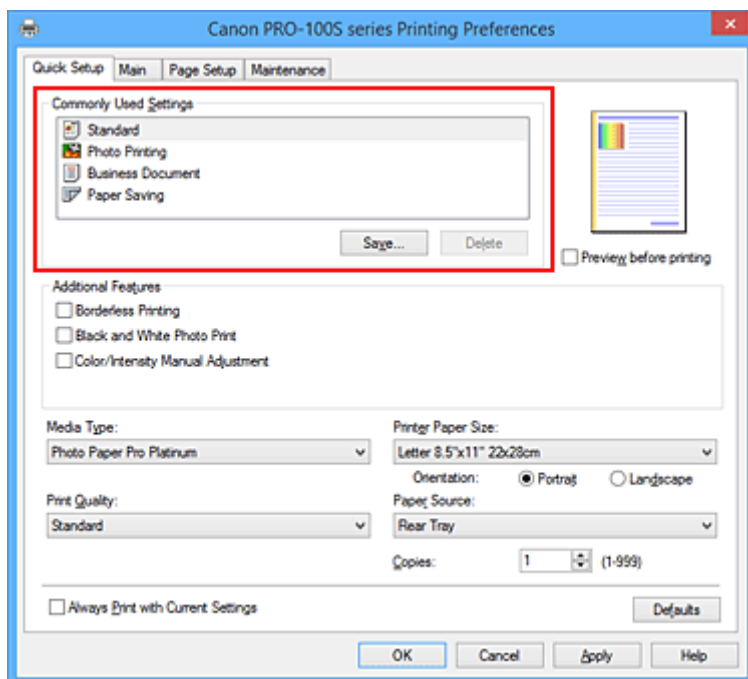 Canon PRO-100S series Printing Preferences
Quick Setup Main Page Setup Maintenance
Commonly Used Settings
Standard
Photo Printing
Business Document
Paper Saving
Save... Delete
Preview before printing
Additional Features
Borderless Printing
Black and White Photo Print
Color/Intensity Manual Adjustment
Media Type: Printer Paper Size:
Photo Paper Pro Platinum Letter 8.5"x11" 22x28cm
Orientation: Portrait Landscape
Print Quality: Paper Source:
Standard Rear Tray
Copies: 1 (1-999)
Always Print with Current Settings Defaults
OK Cancel Apply Help